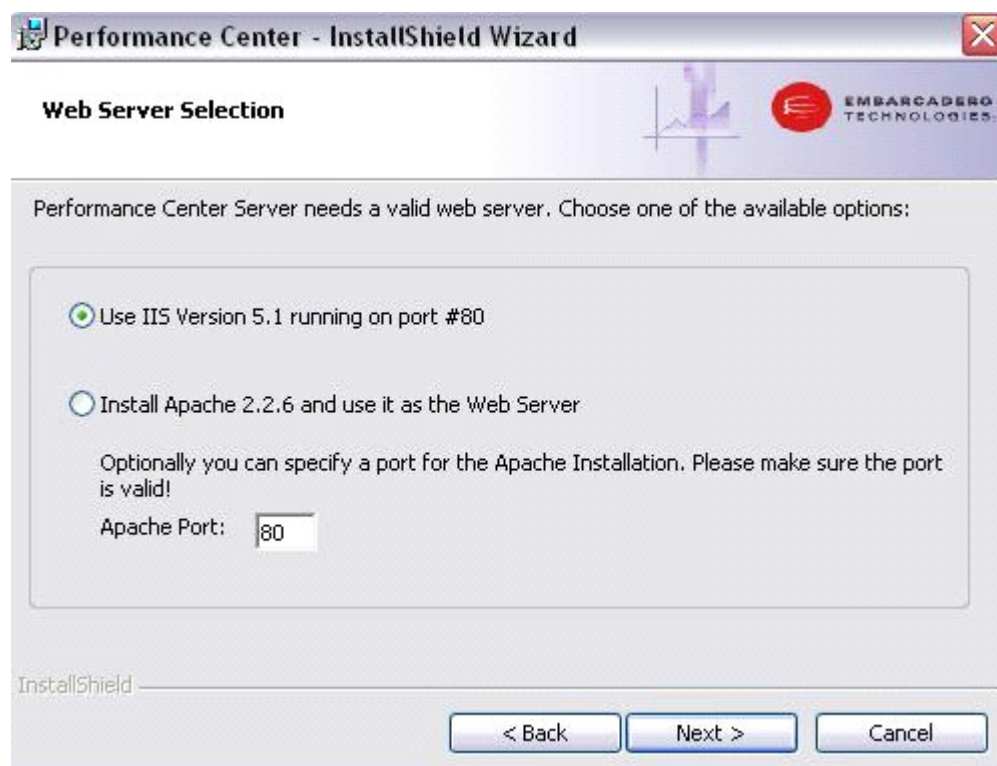 Performance Center - InstallShield Wizard
Web Server Selection
EMBARCADERO
TECHNOLOGIES
Performance Center Server needs a valid web server. Choose one of the available options:
Use IIS Version 5.1 running on port #80
Install Apache 2.2.6 and use it as the Web Server
Optionally you can specify a port for the Apache Installation. Please make sure the port
is valid!
Apache Port: 80
InstallShield
< Back Next > Cancel